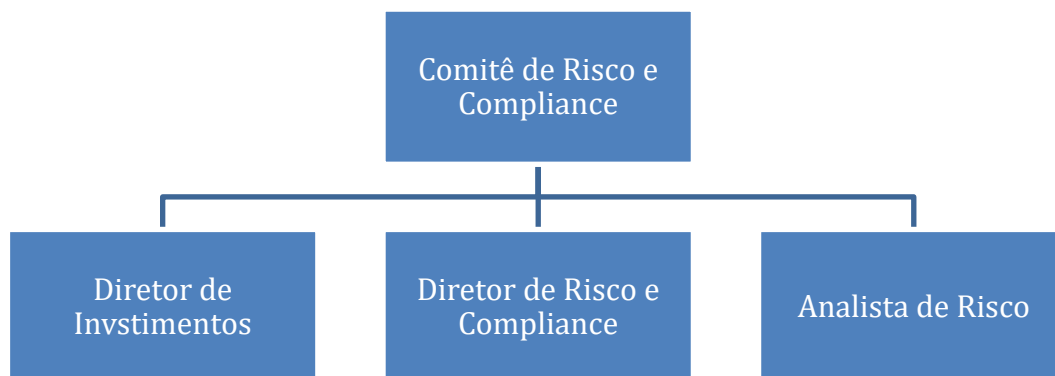 Comitê de Risco e
Compliance
Diretor de
Invstimentos
Diretor de Risco e
Compliance
Analista de Risco